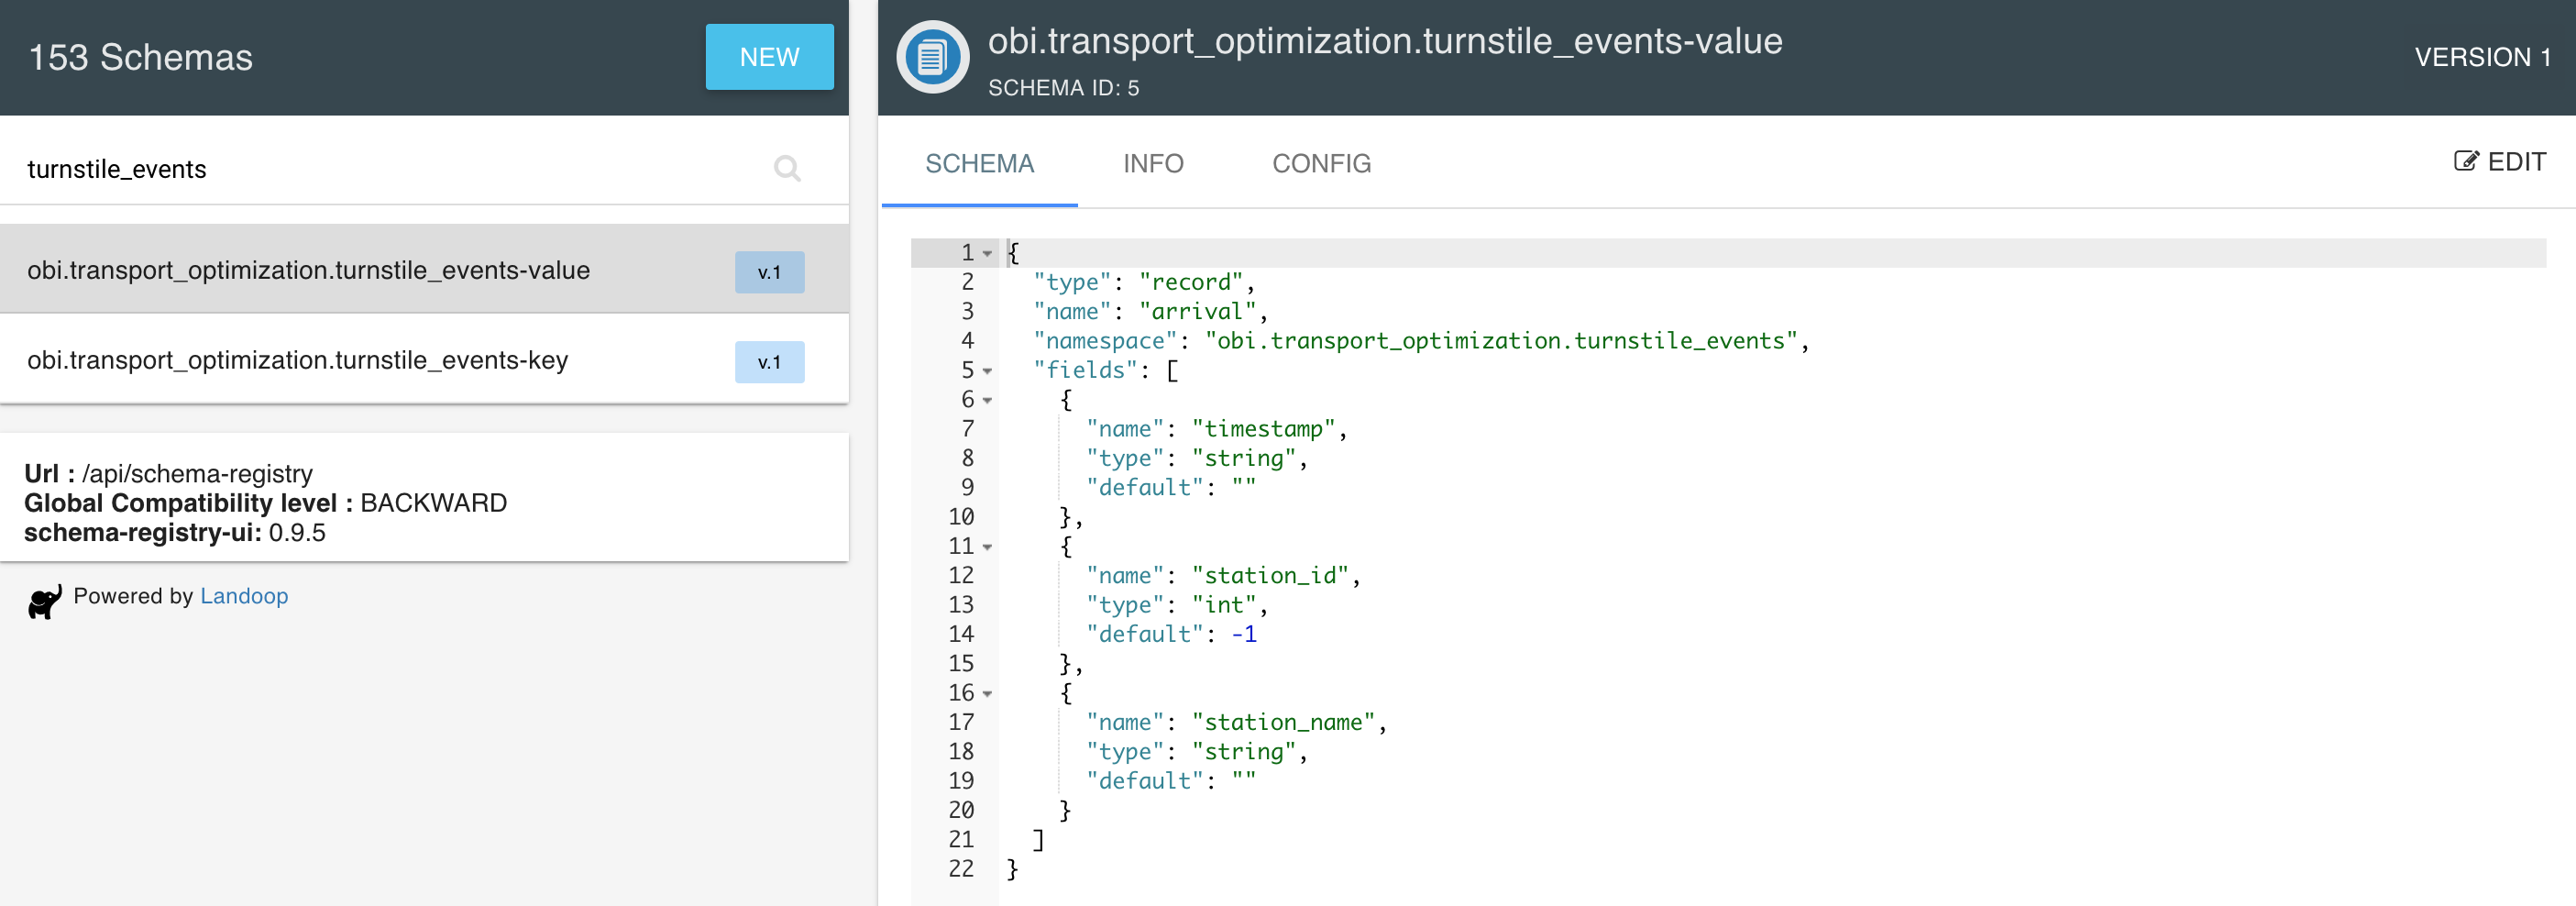 153 Schemas
NEW
turnstile_events
obi.transport_optimization.turnstile_events-value
v.1
obi.transport_optimization.turnstile_events-key
v.1
Url : /api/schema-registry
Global Compatibility level : BACKWARD
schema-registry-ui: 0.9.5
Powered by Landoop
obi.transport_optimization.turnstile_events-value
SCHEMA ID: 5
VERSION 1
SCHEMA
INFO
CONFIG
EDIT
1 {
2 "type": "record",
3 "name": "arrival",
4 "namespace": "obi.transport_optimization.turnstile_events",
5 "fields": [
6 {
7 "name": "timestamp",
8 "type": "string",
9 "default": ""
10 },
11 {
12 "name": "station_id",
13 "type": "int",
14 "default": -1
15 },
16 {
17 "name": "station_name",
18 "type": "string",
19 "default": ""
20 }
21 ]
22 }